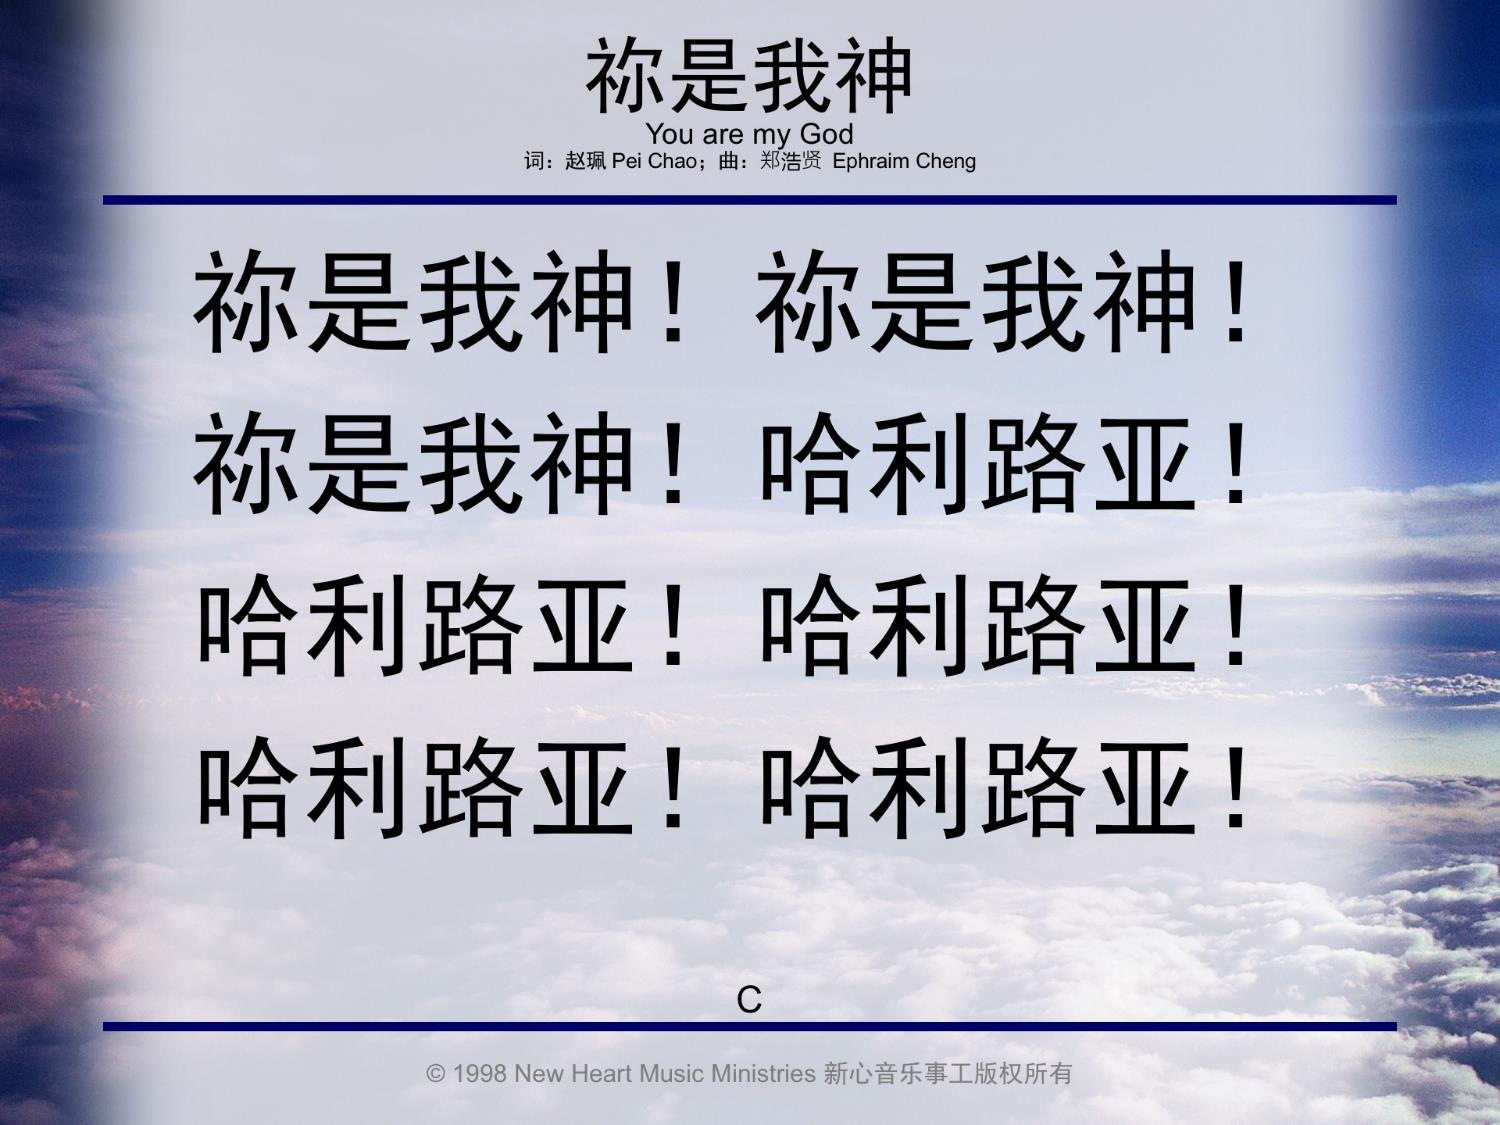 祢是我神
You are my God
词：赵珮 Pei Chao；曲：郑浩贤 Ephraim Cheng
祢是我神！祢是我神！
祢是我神！哈利路亚！
哈利路亚！哈利路亚！
哈利路亚！哈利路亚！
C
© 1998 New Heart Music Ministries 新心音乐事工版权所有